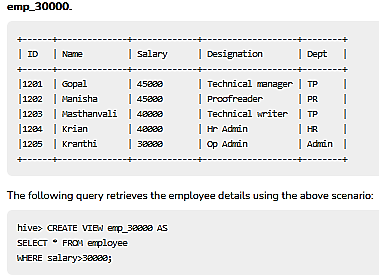 emp_30000.
+------+--------------+-------------+-------------------+--------+
| ID | Name | Salary | Designation | Dept |
+------+--------------+-------------+-------------------+--------+
|1201 | Gopal | 45000 | Technical manager | TP |
|1202 | Manisha | 45000 | Proofreader | PR |
|1203 | Masthanvali | 40000 | Technical writer | TP |
|1204 | Krian | 40000 | Hr Admin | HR |
|1205 | Kranthi | 30000 | Op Admin | Admin |
+------+--------------+-------------+-------------------+--------+
The following query retrieves the employee details using the above scenario:
hive> CREATE VIEW emp_30000 AS
SELECT * FROM employee
WHERE salary>30000;